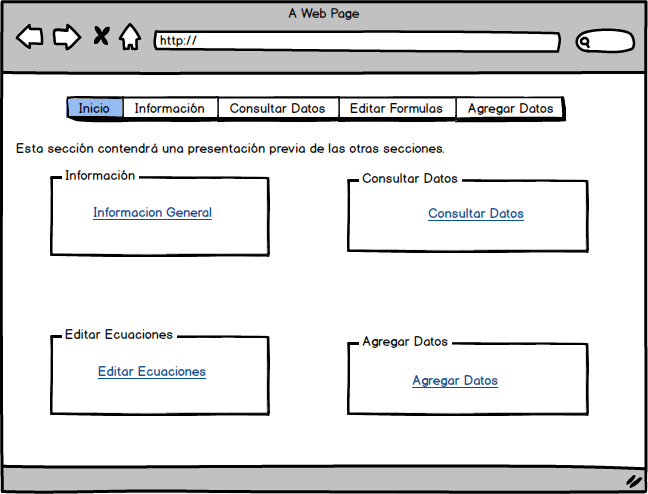 A Web Page
http://
Inicio Información Consultar Datos Editar Formulas Agregar Datos
Esta sección contendrá una presentación previa de las otras secciones.
Información
Informacion General
Consultar Datos
Consultar Datos
Editar Ecuaciones
Editar Ecuaciones
Agregar Datos
Agregar Datos